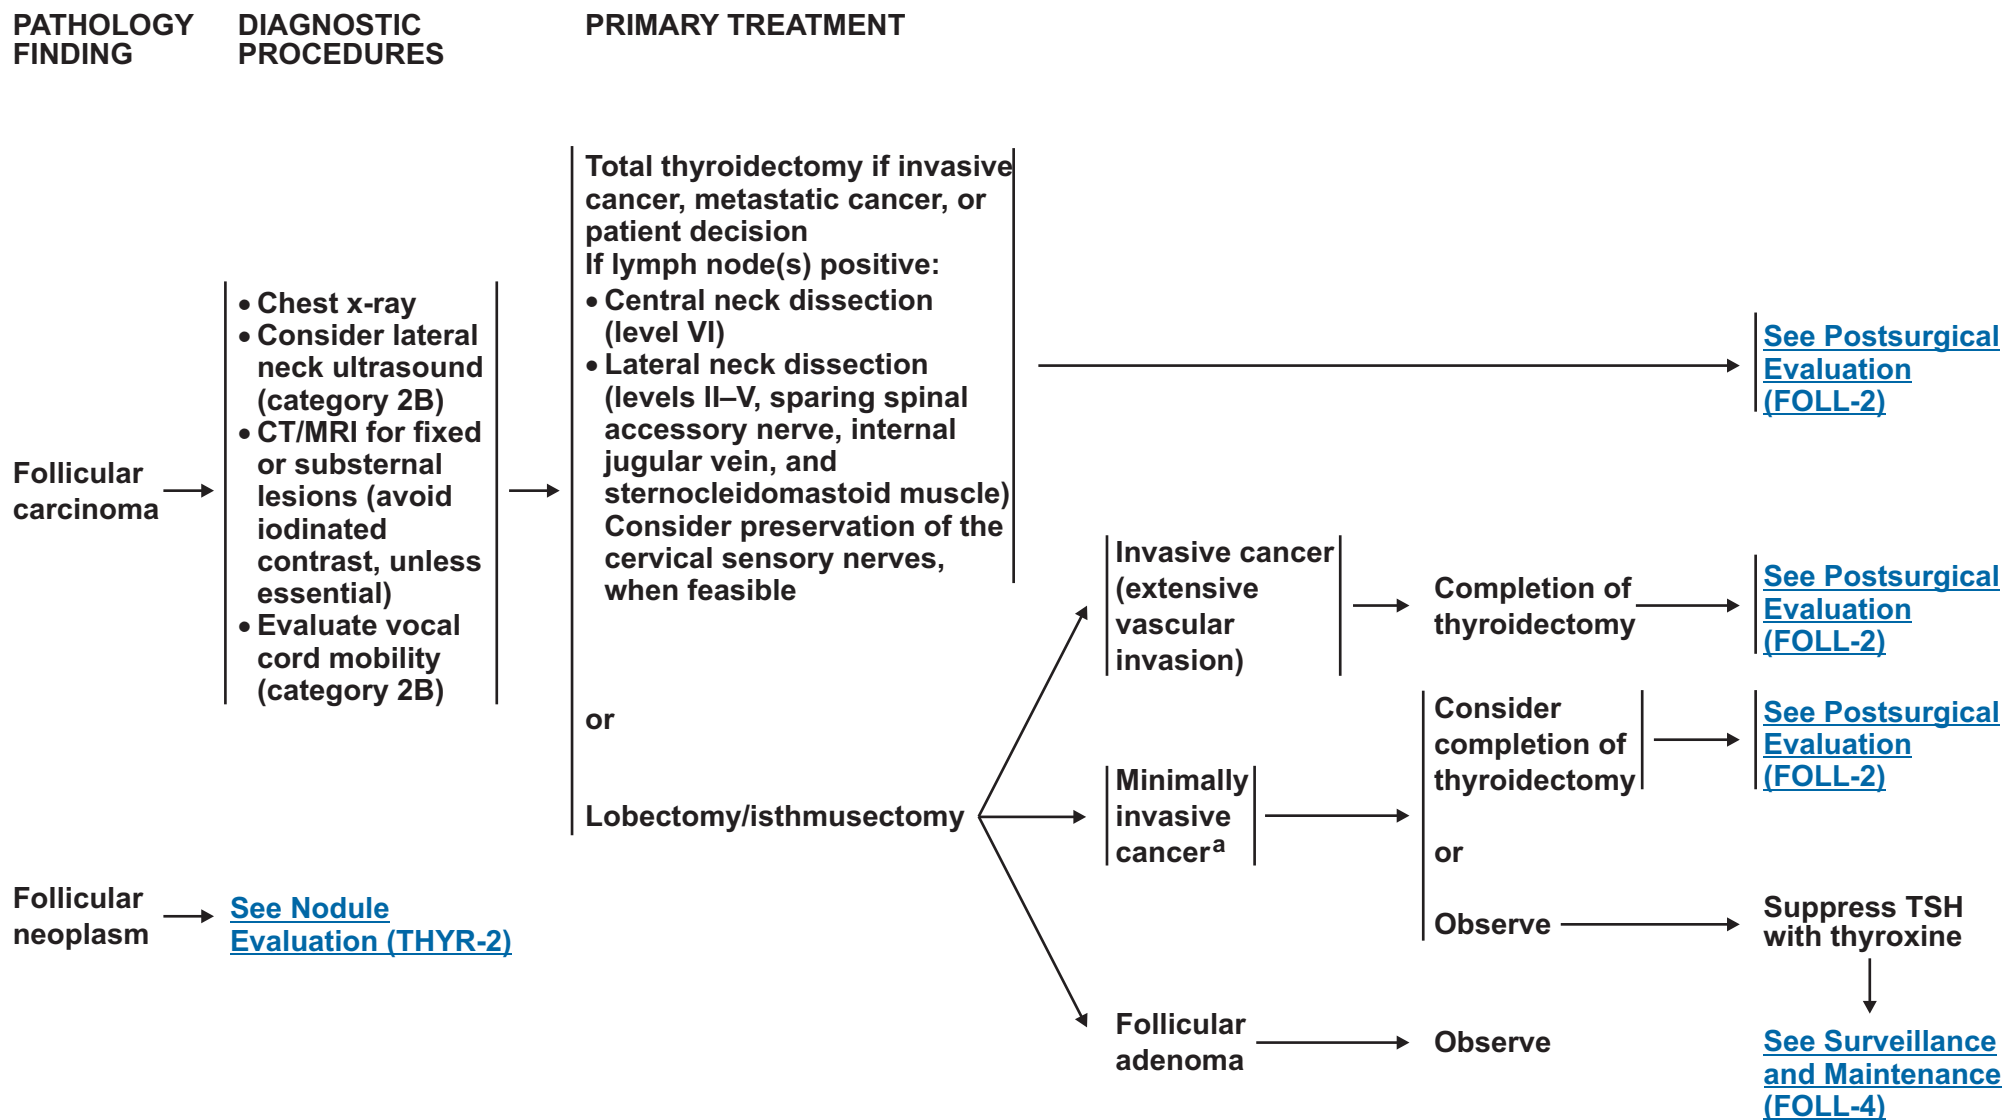 PATHOLOGY
FINDING
DIAGNOSTIC
PROCEDURES
PRIMARY TREATMENT
Follicular
carcinoma
• Chest x-ray
• Consider lateral
neck ultrasound
(category 2B)
• CT/MRI for fixed
or substernal
lesions (avoid
iodinated
contrast, unless
essential)
• Evaluate vocal
cord mobility
(category 2B)
Total thyroidectomy if invasive
cancer, metastatic cancer, or
patient decision
If lymph node(s) positive:
• Central neck dissection
(level VI)
• Lateral neck dissection
(levels II–V, sparing spinal
accessory nerve, internal
jugular vein, and
sternocleidomastoid muscle)
Consider preservation of the
cervical sensory nerves,
when feasible
See Postsurgical
Evaluation
(FOLL-2)
or
Lobectomy/isthmusectomy
Invasive cancer
(extensive
vascular
invasion)
Completion of
thyroidectomy
See Postsurgical
Evaluation
(FOLL-2)
Minimally
invasive
cancerª
Consider
completion of
thyroidectomy
See Postsurgical
Evaluation
(FOLL-2)
or
Observe
Suppress TSH
with thyroxine
See Surveillance
and Maintenance
(FOLL-4)
Follicular
adenoma
Observe
Follicular
neoplasm
See Nodule
Evaluation (THYR-2)